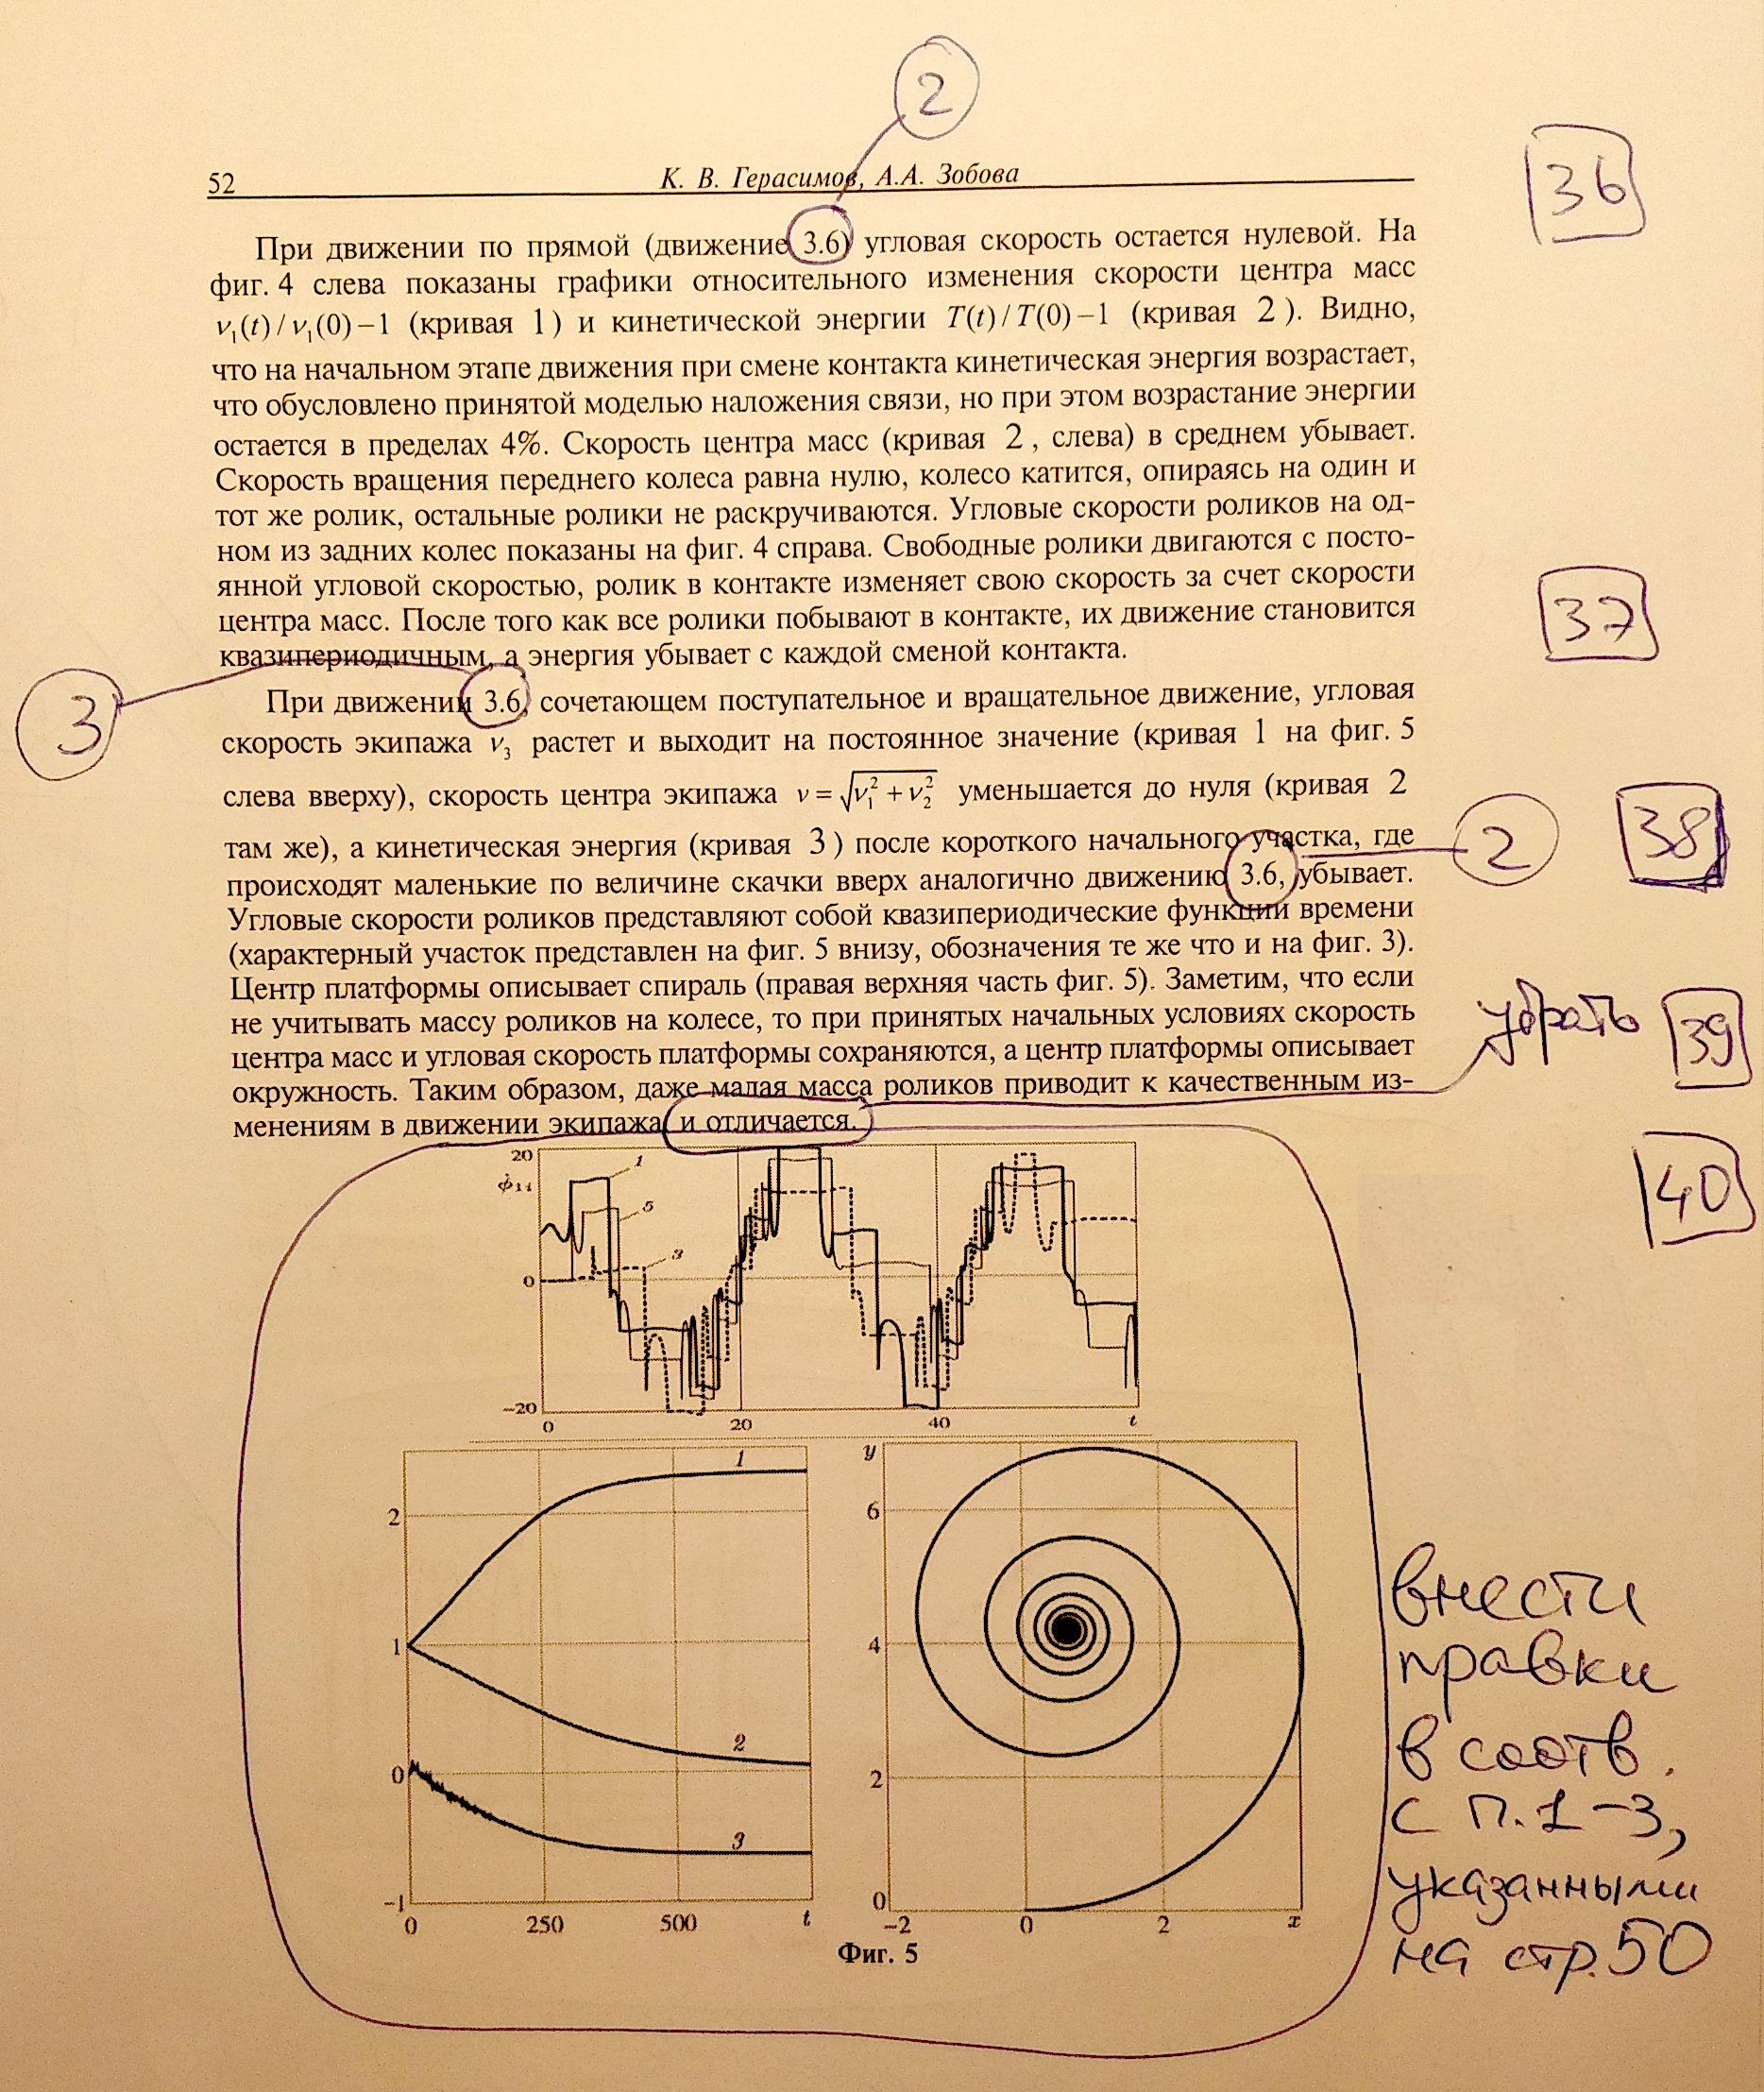 2
52
К. В. Герасимов, А.А. Зобова
36
При движении по прямой (движение 3.6) угловая скорость остается нулевой. На
фиг. 4 слева показаны графики относительного изменения скорости центра масс
ν₁(t)/ν₁(0)−1 (кривая 1) и кинетической энергии T(t)/T(0)−1 (кривая 2 ). Видно,
что на начальном этапе движения при смене контакта кинетическая энергия возрастает,
что обусловлено принятой моделью наложения связи, но при этом возрастание энергии
остается в пределах 4%. Скорость центра масс (кривая 2 , слева) в среднем убывает.
Скорость вращения переднего колеса равна нулю, колесо катится, опираясь на один и
тот же ролик, остальные ролики не раскручиваются. Угловые скорости роликов на од-
ном из задних колес показаны на фиг. 4 справа. Свободные ролики двигаются с посто-
янной угловой скоростью, ролик в контакте изменяет свою скорость за счет скорости
37
центра масс. После того как все ролики побывают в контакте, их движение становится
квазипериодичным, а энергия убывает с каждой сменой контакта.
3
При движении 3.6, сочетающем поступательное и вращательное движение, угловая
скорость экипажа ν₃ растет и выходит на постоянное значение (кривая 1 на фиг. 5
слева вверху), скорость центра экипажа ν = √(ν₁² + ν₂²) уменьшается до нуля (кривая 2
2
38
там же), а кинетическая энергия (кривая 3 ) после короткого начального участка, где
происходят маленькие по величине скачки вверх аналогично движению 3.6, убывает.
Угловые скорости роликов представляют собой квазипериодические функции времени
(характерный участок представлен на фиг. 5 внизу, обозначения те же что и на фиг. 3).
Центр платформы описывает спираль (правая верхняя часть фиг. 5). Заметим, что если
не учитывать массу роликов на колесе, то при принятых начальных условиях скорость
убрать
39
центра масс и угловая скорость платформы сохраняются, а центр платформы описывает
окружность. Таким образом, даже малая масса роликов приводит к качественным из-
менениям в движении экипажа и отличается.
40
20
φ̇₁₄
1
5
3
0
−20
0
20
40
t
1
2
1
2
0
3
−1
0
250
500
t
y
6
4
2
0
−2
0
2
x
Фиг. 5
внести
правки
в соотв.
с п.1−3,
указанными
на стр.50